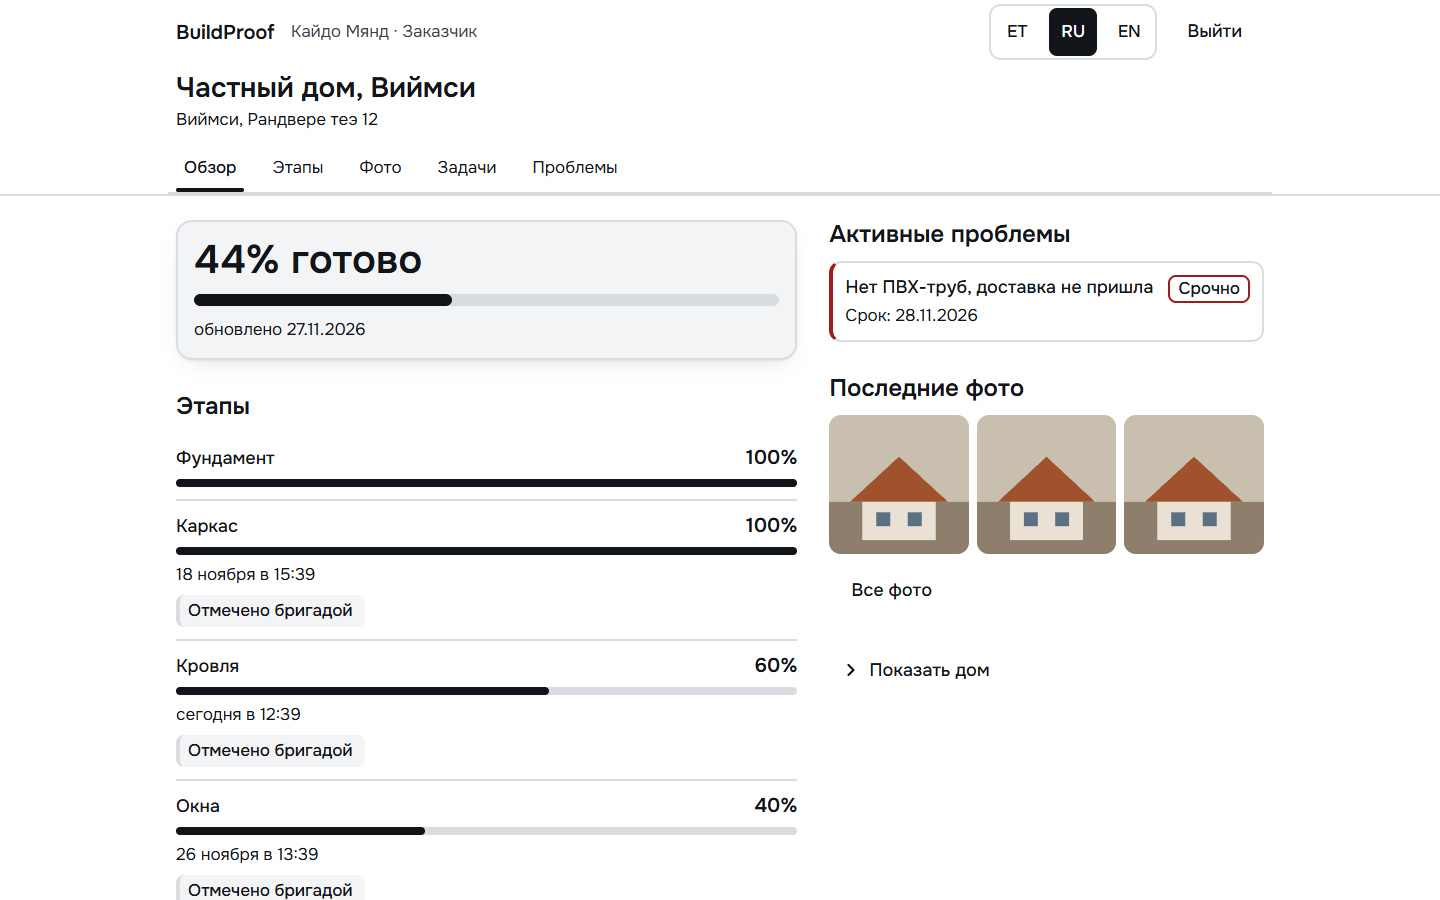 BuildProof
Кайдо Мянд · Заказчик
ET
RU
EN
Выйти
Частный дом, Виймси
Виймси, Рандвере теэ 12
Обзор
Этапы
Фото
Задачи
Проблемы
44% готово
обновлено 27.11.2026
Этапы
Фундамент
100%
Каркас
100%
18 ноября в 15:39
Отмечено бригадой
Кровля
60%
сегодня в 12:39
Отмечено бригадой
Окна
40%
26 ноября в 13:39
Отмечено бригадой
Активные проблемы
Нет ПВХ-труб, доставка не пришла
Срочно
Срок: 28.11.2026
Последние фото
Все фото
Показать дом